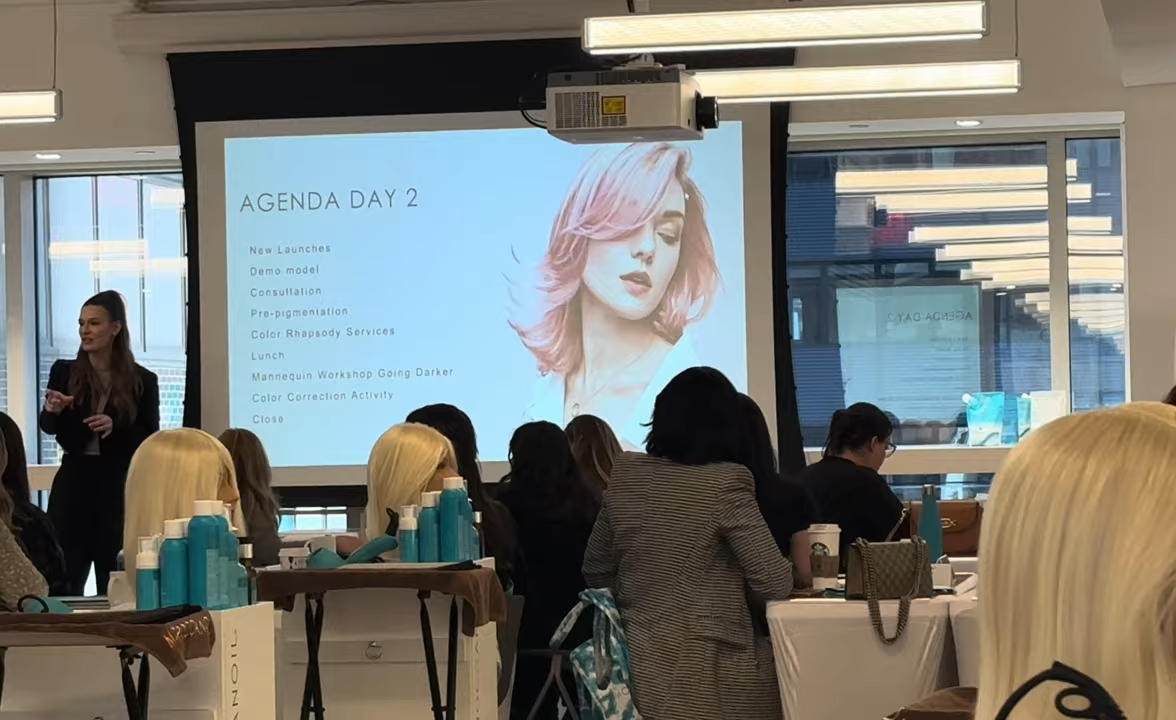 AGENDA DAY 2
New Launches
Demo model
Consultation
Pre-pigmentation
Color Rhapsody Services
Lunch
Mannequin Workshop Going Darker
Color Correction Activity
Close
ANOIL